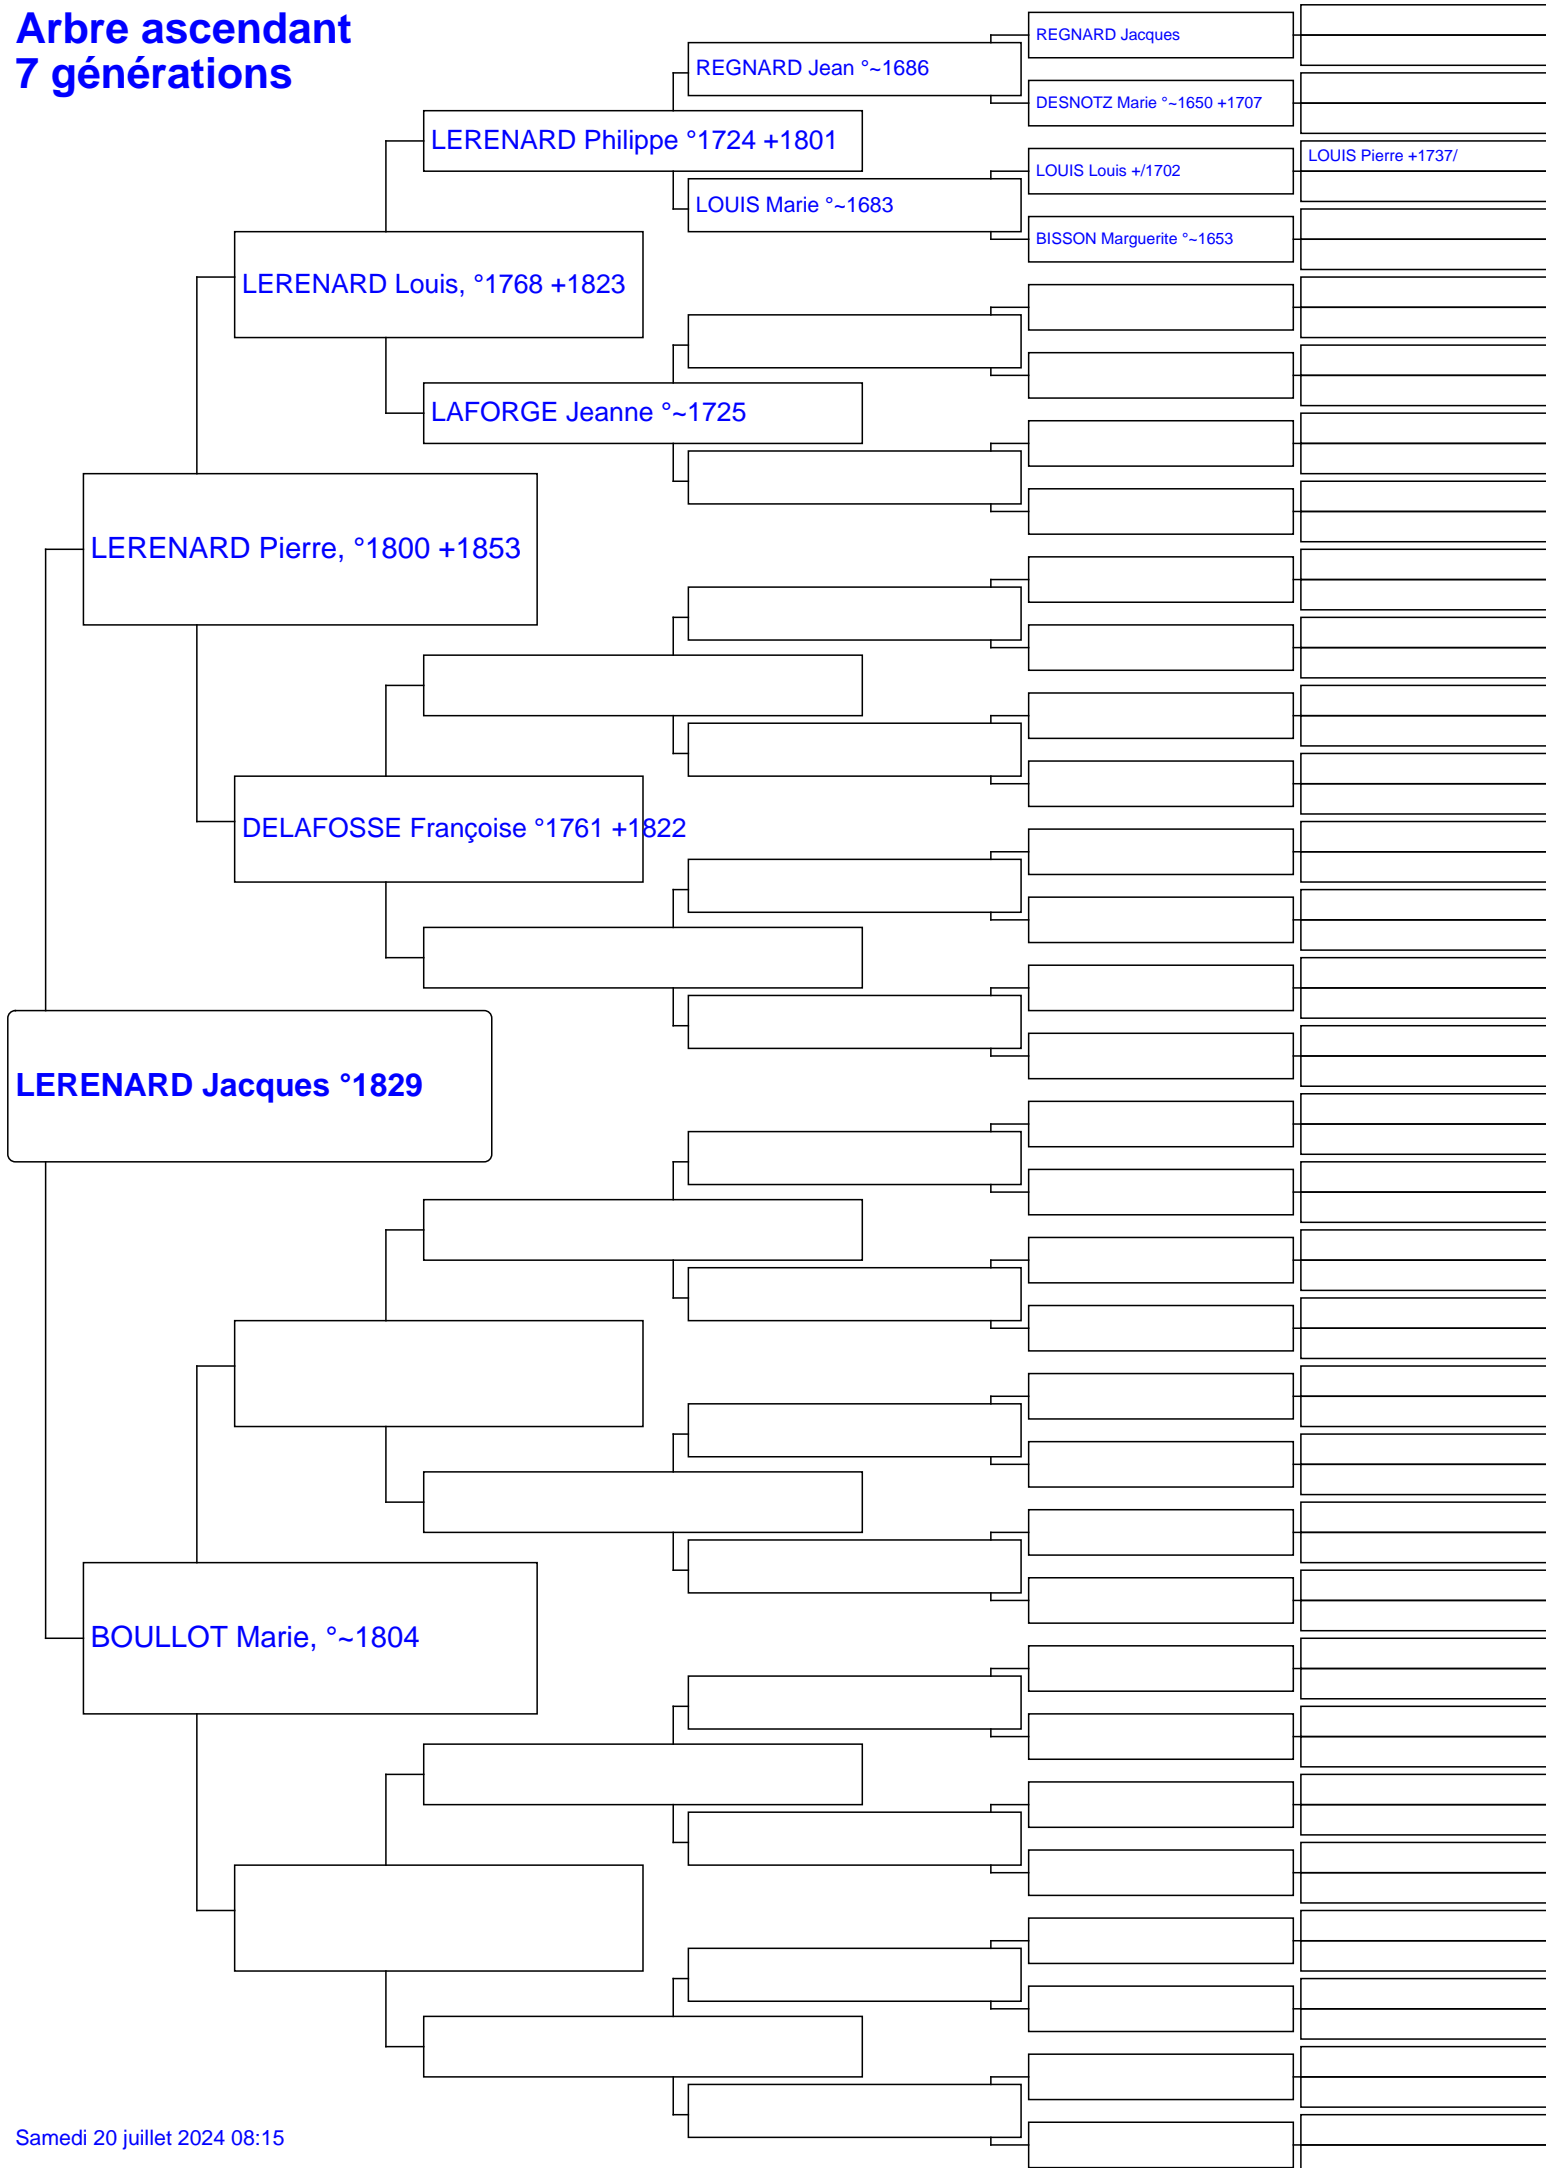 Arbre ascendant
7 générations
REGNARD Jacques
REGNARD Jean °~1686
DESNOTZ Marie °~1650 +1707
LERENARD Philippe °1724 +1801
LOUIS Pierre +1737/
LOUIS Louis +/1702
LOUIS Marie °~1683
BISSON Marguerite °~1653
LERENARD Louis, °1768 +1823
LAFORGE Jeanne °~1725
LERENARD Pierre, °1800 +1853
DELAFOSSE Françoise °1761 +1822
LERENARD Jacques °1829
BOULLOT Marie, °~1804
Samedi 20 juillet 2024 08:15